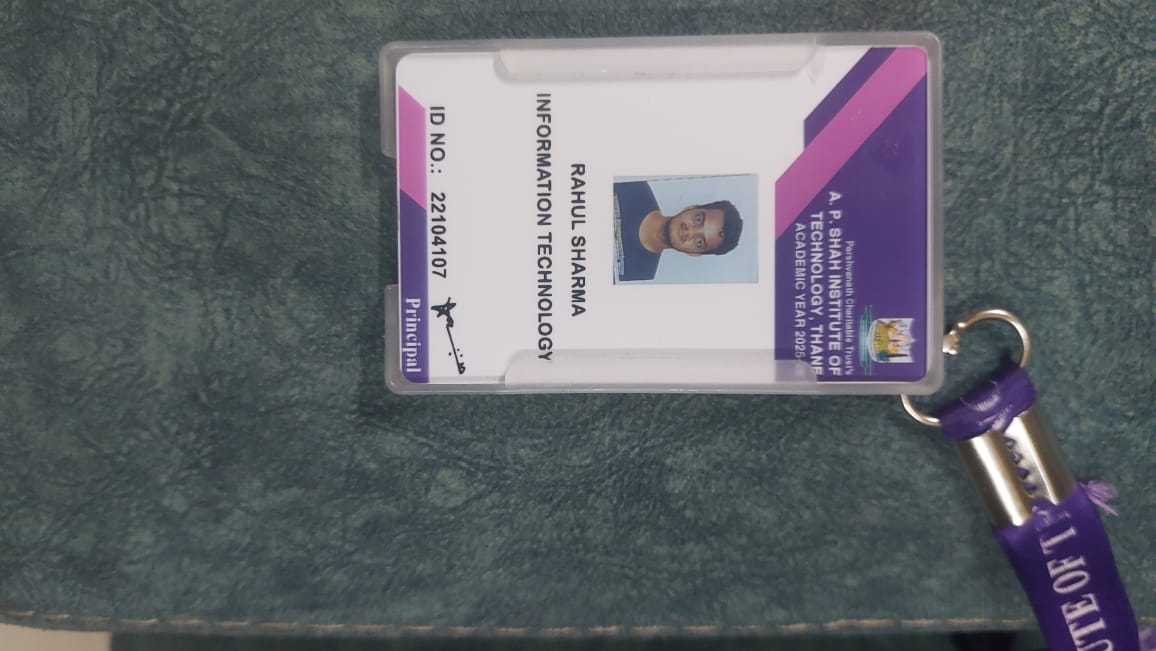 Parshvanath Charitable Trust's
A. P. SHAH INSTITUTE OF
TECHNOLOGY, THANE
ACADEMIC YEAR 2025
RAHUL SHARMA
INFORMATION TECHNOLOGY
ID NO.: 22104107
Principal
UTE OF T